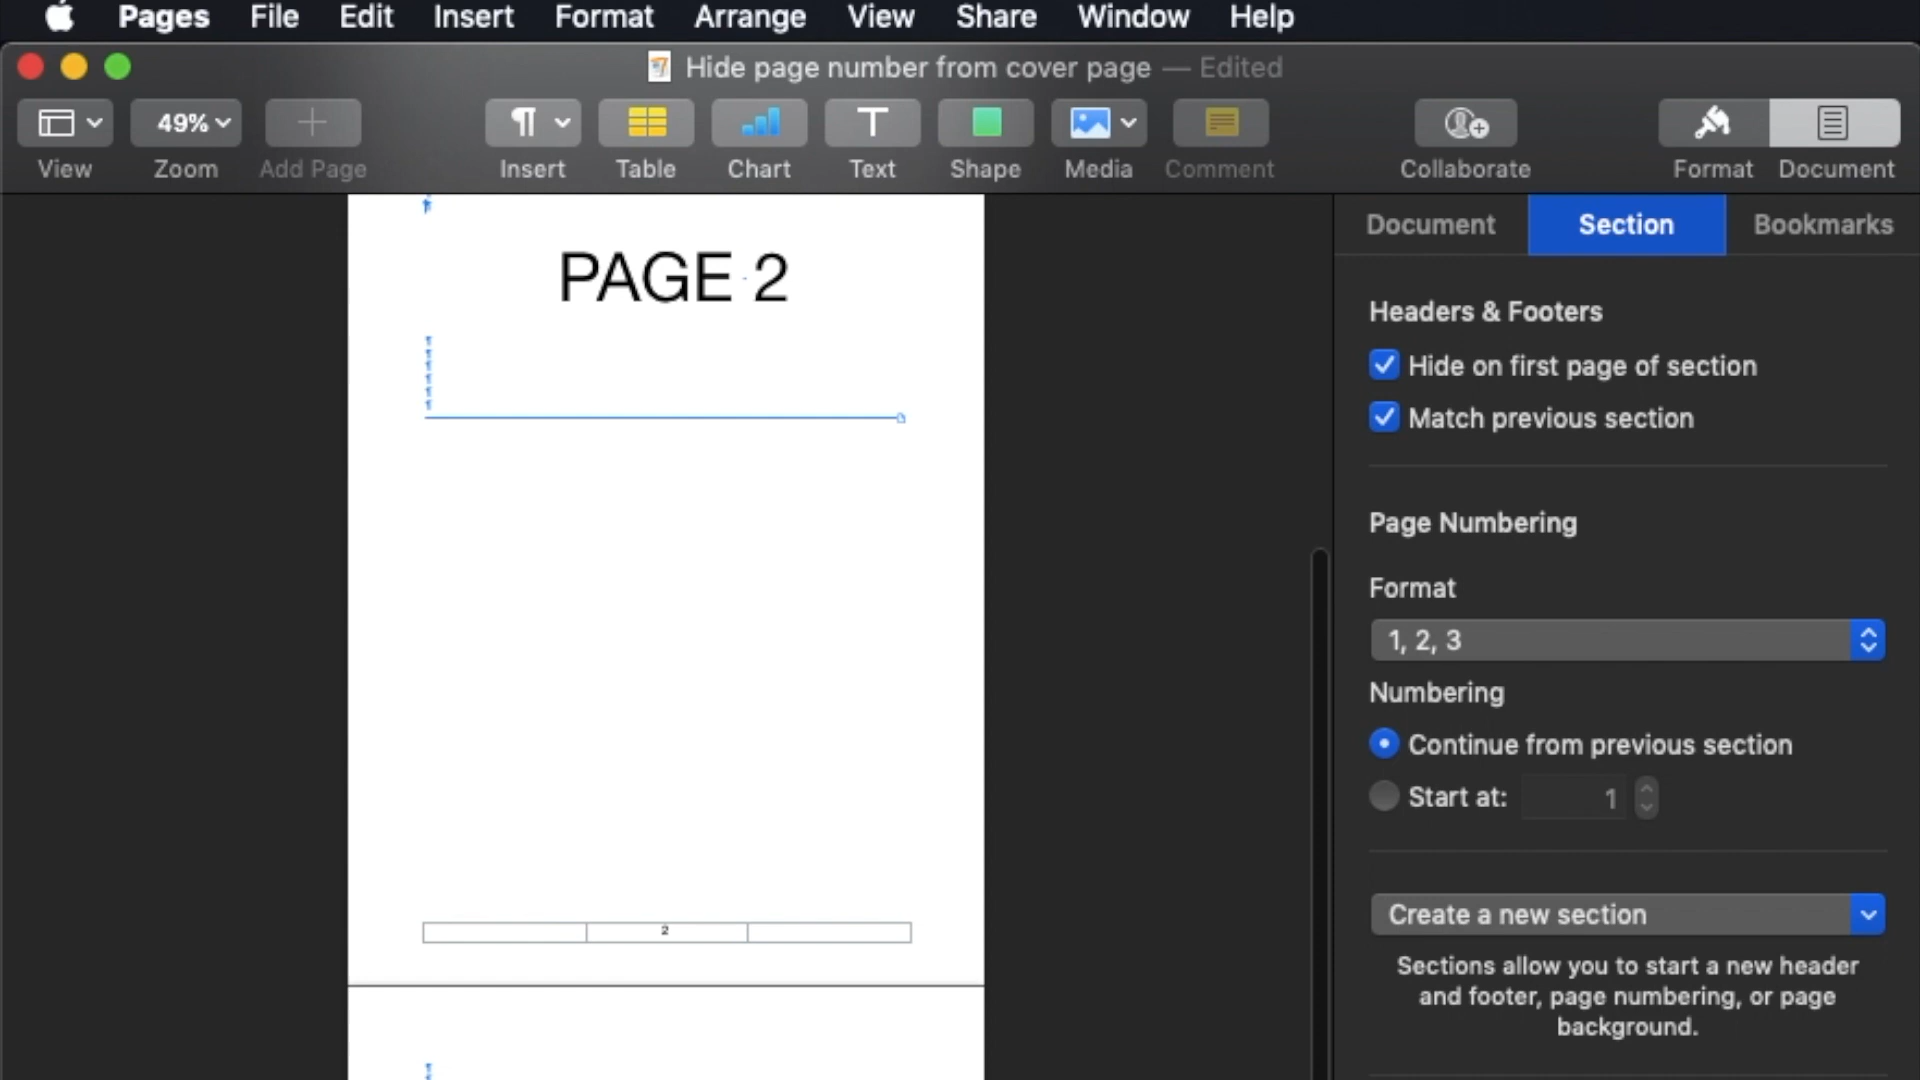 Pages File Edit Insert Format Arrange View Share Window Help
Hide page number from cover page — Edited
49%
View Zoom Add Page Insert Table Chart Text Shape Media Comment Collaborate Format Document
Document Section Bookmarks
PAGE 2
Headers & Footers
Hide on first page of section
Match previous section
Page Numbering
Format
1, 2, 3
Numbering
Continue from previous section
Start at: 1
2
Create a new section
Sections allow you to start a new header
and footer, page numbering, or page
background.